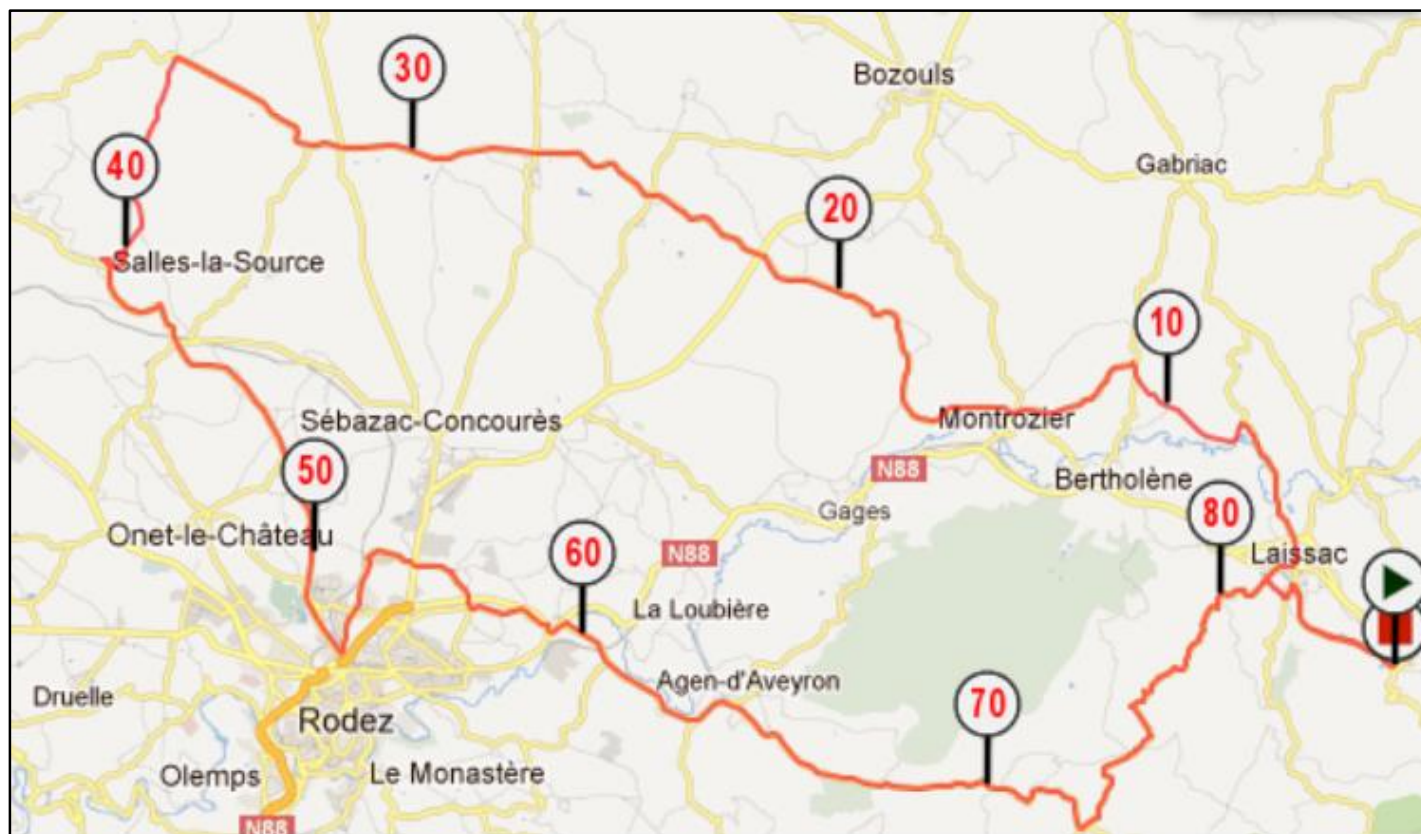 30
Bozouls
40
Gabriac
20
Salles-la-Source
10
Sébazac-Concourès
Montrozier
50
N88
Bertholène
80
Gages
Onet-le-Château
60
N88
Laissac
La Loubière
Agen-d'Aveyron
Druelle
70
Rodez
Olemps
Le Monastère
N88